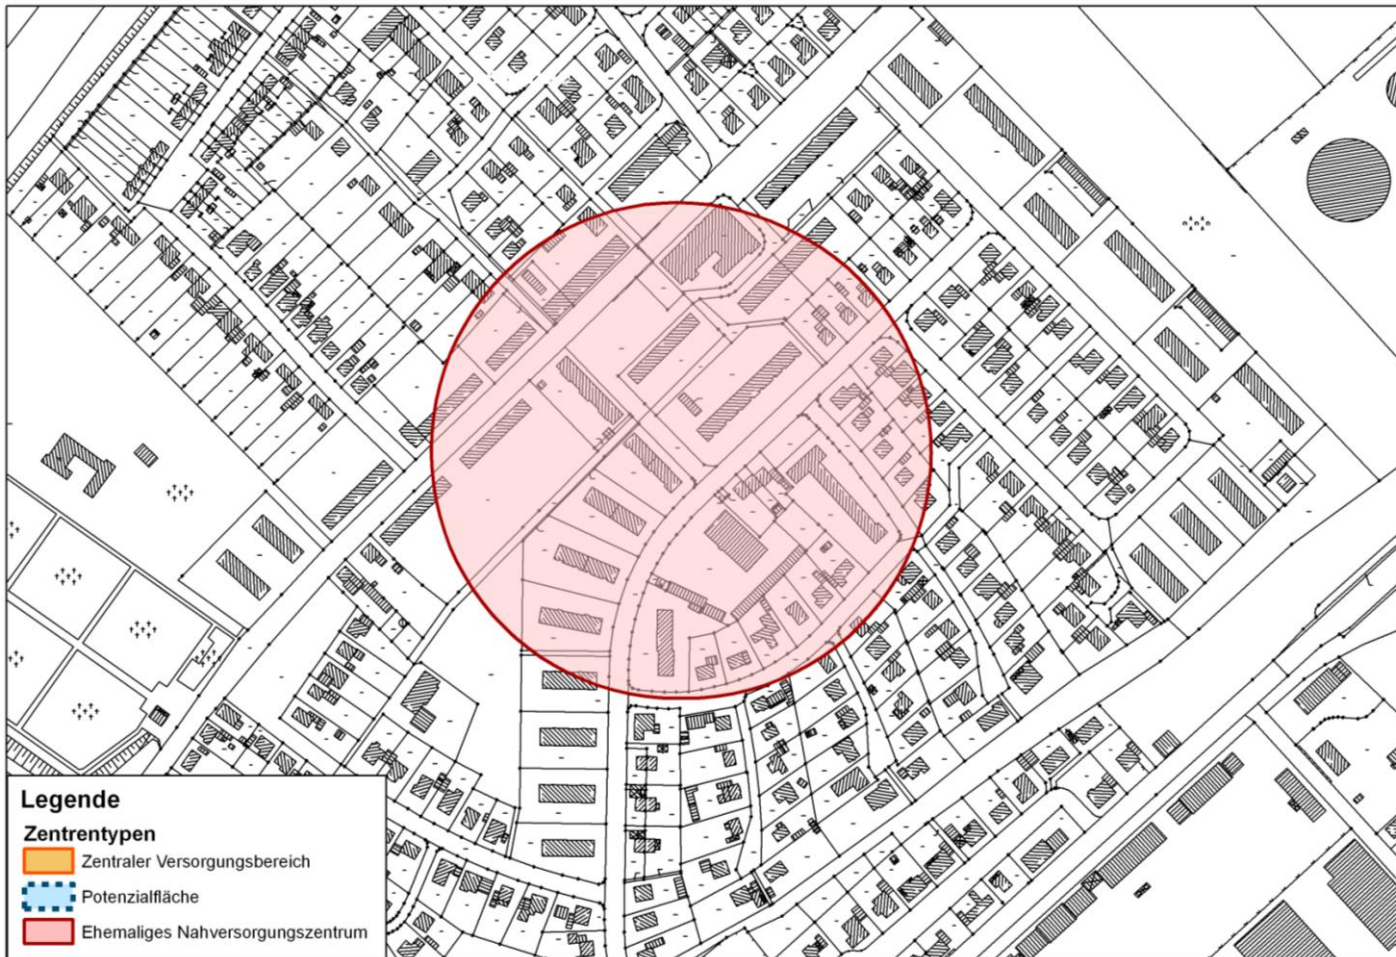 Legende
Zentrentypen
Zentraler Versorgungsbereich
Potenzialfläche
Ehemaliges Nahversorgungszentrum